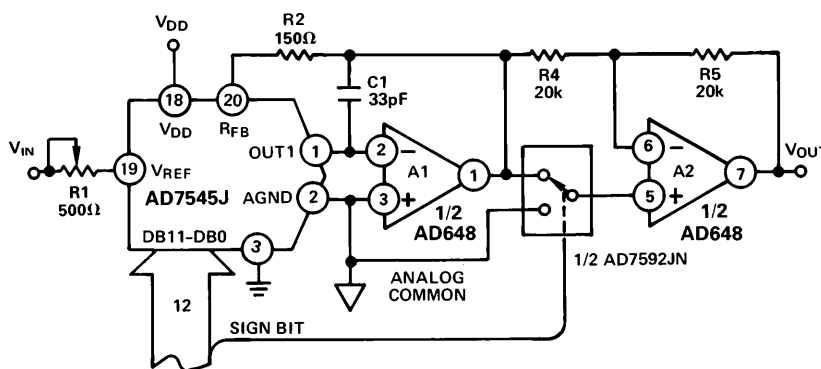 VDD
R2
150Ω
C1
33pF
R4
20k
R5
20k
18
VDD
20
RFB
VIN
R1
500Ω
19
VREF
AD7545J
OUT1
1
AGND
2
DB11–DB0
3
2
–
A1
3
+
1
1/2
AD648
6
–
A2
5
+
7
1/2
AD648
VOUT
1/2 AD7592JN
ANALOG
COMMON
12
SIGN BIT